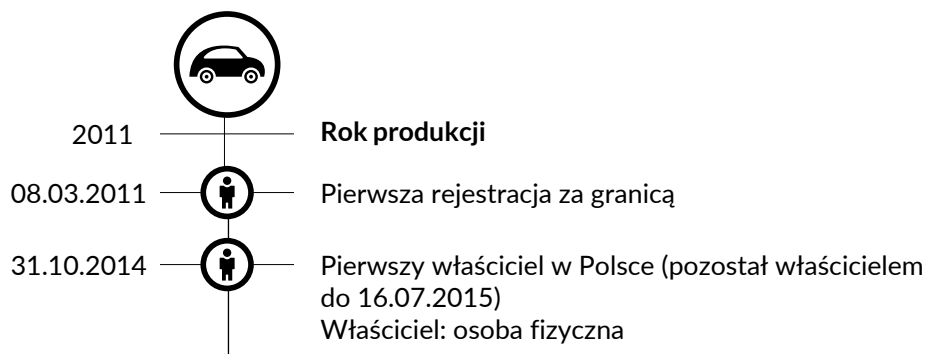 2011 Rok produkcji
08.03.2011 Pierwsza rejestracja za granicą
31.10.2014 Pierwszy właściciel w Polsce (pozostał właścicielem
do 16.07.2015)
Właściciel: osoba fizyczna